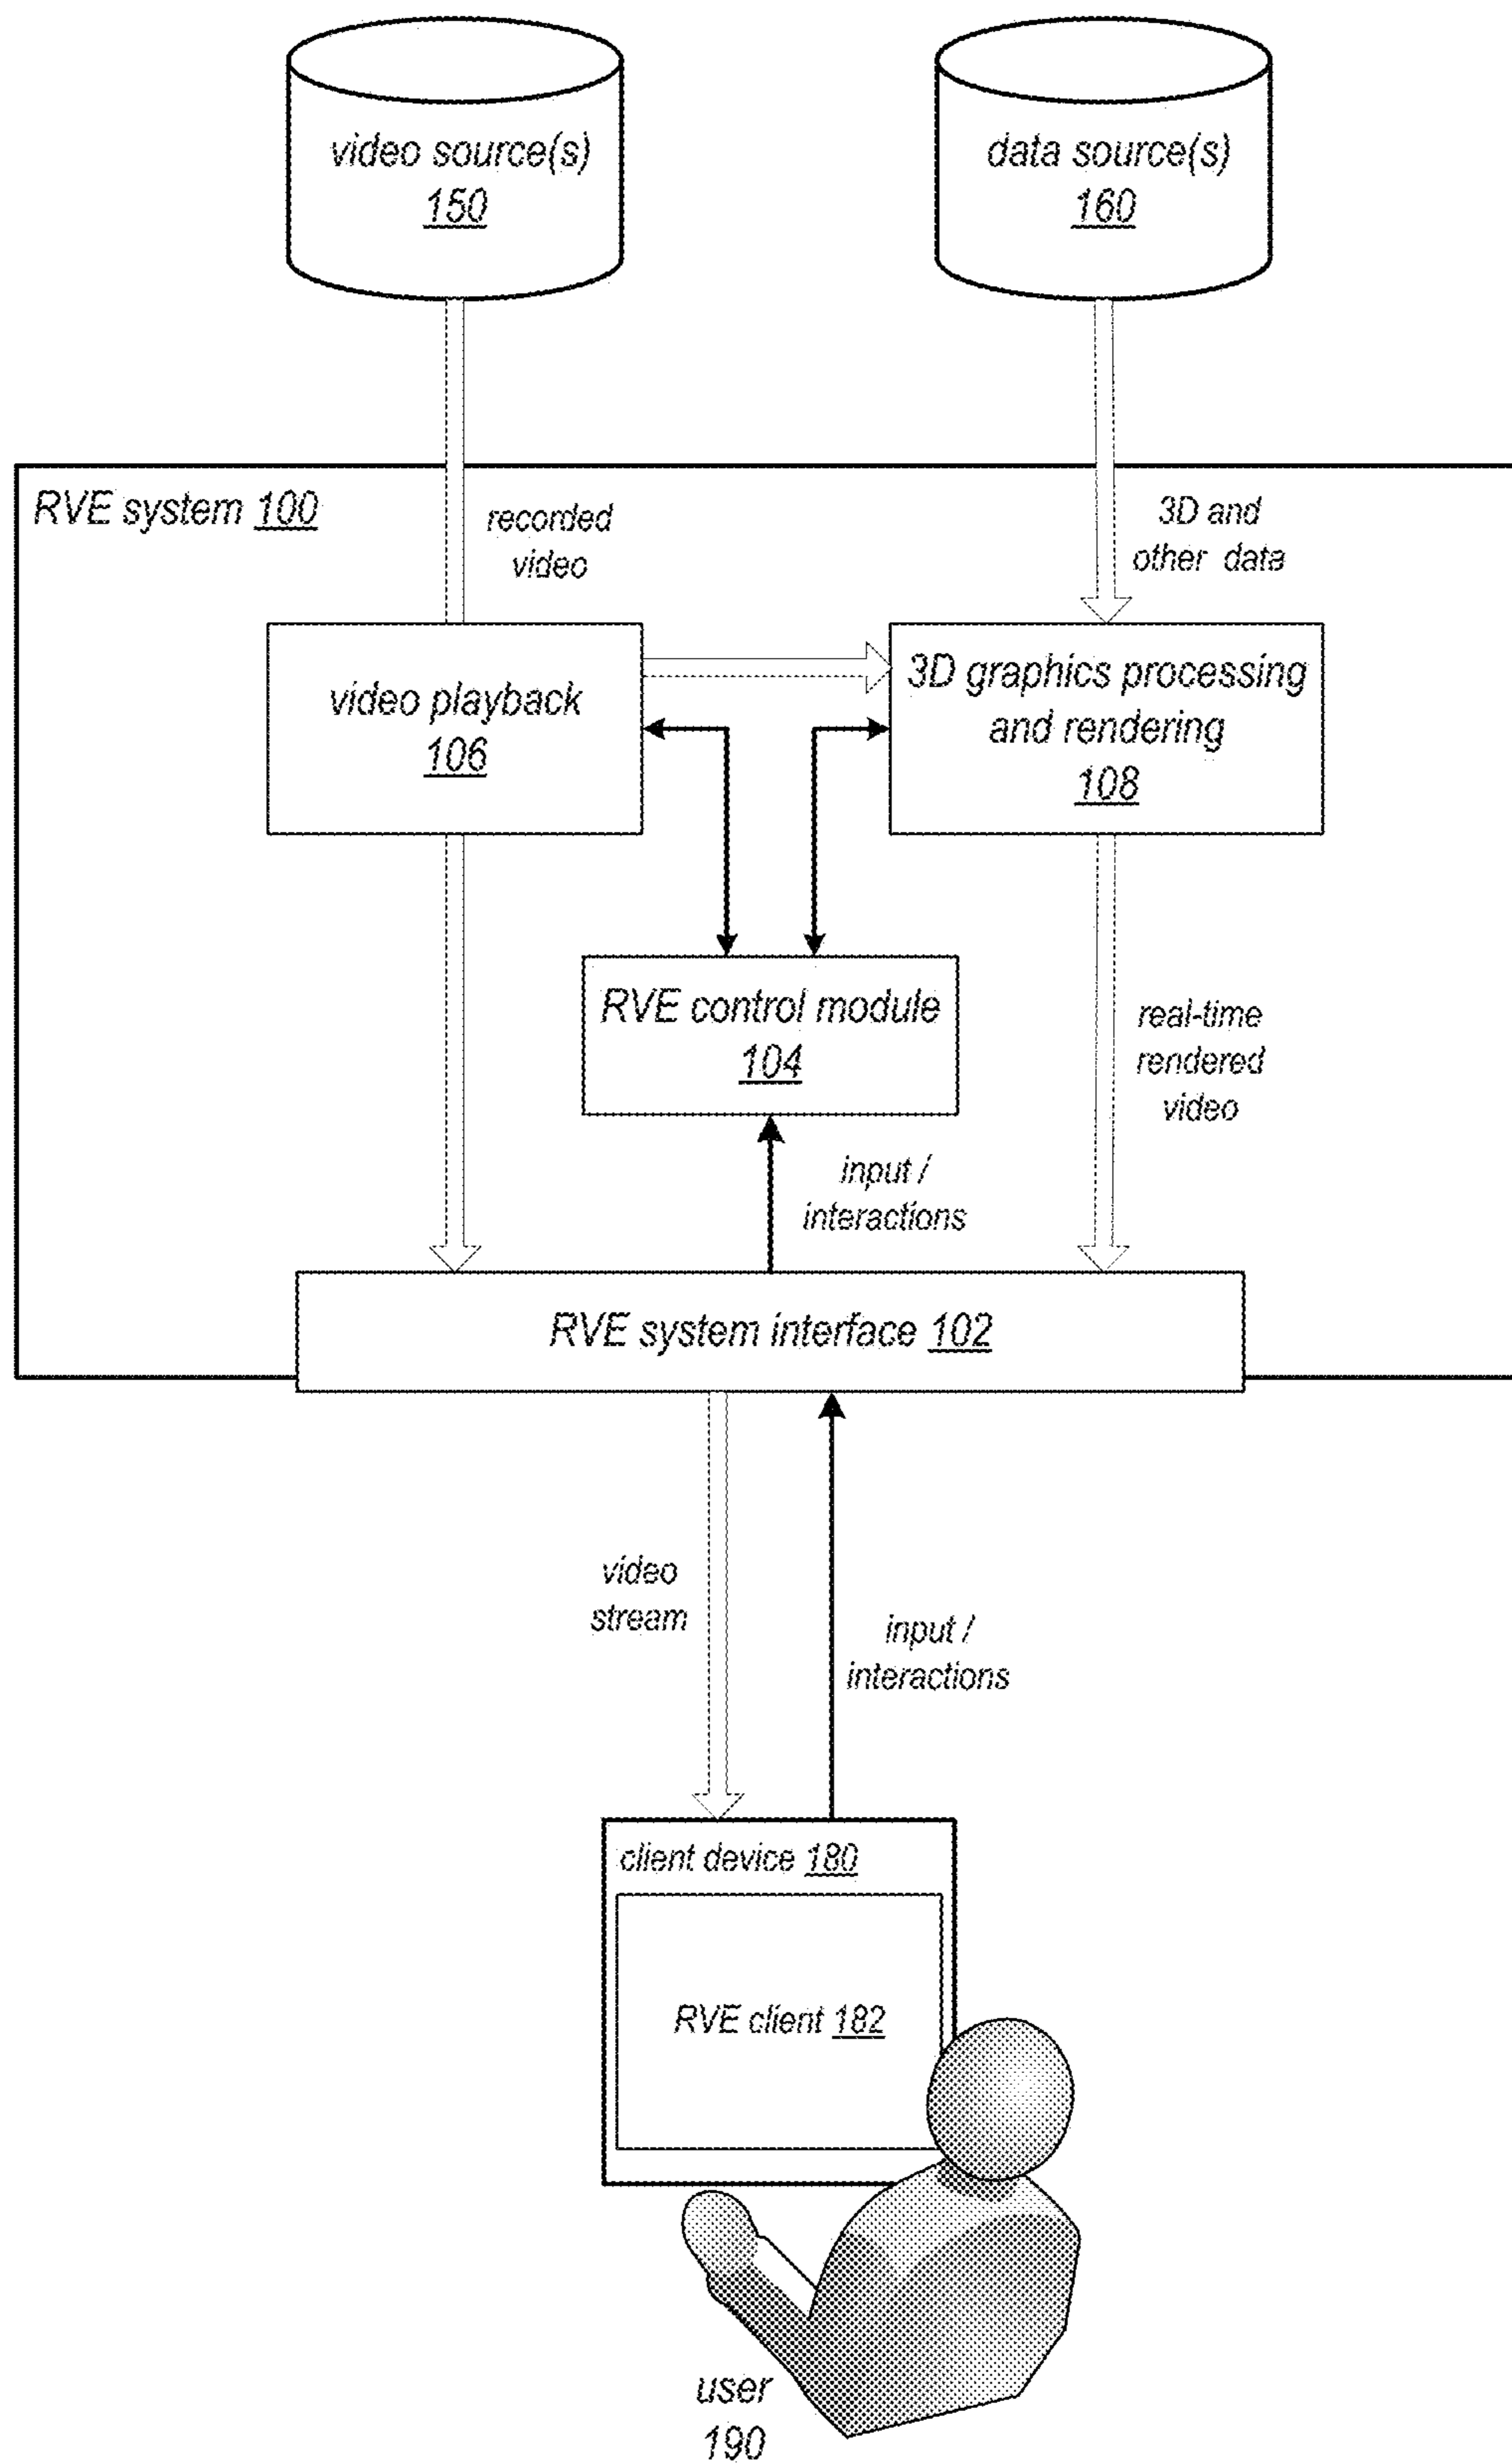 video source(s)
150
data source(s)
160
RVE system 100
recorded
video
3D and
other data
video playback
106
3D graphics processing
and rendering
108
RVE control module
104
real-time
rendered
video
input /
interactions
RVE system interface 102
video
stream
input /
interactions
client device 180
RVE client 182
user
190